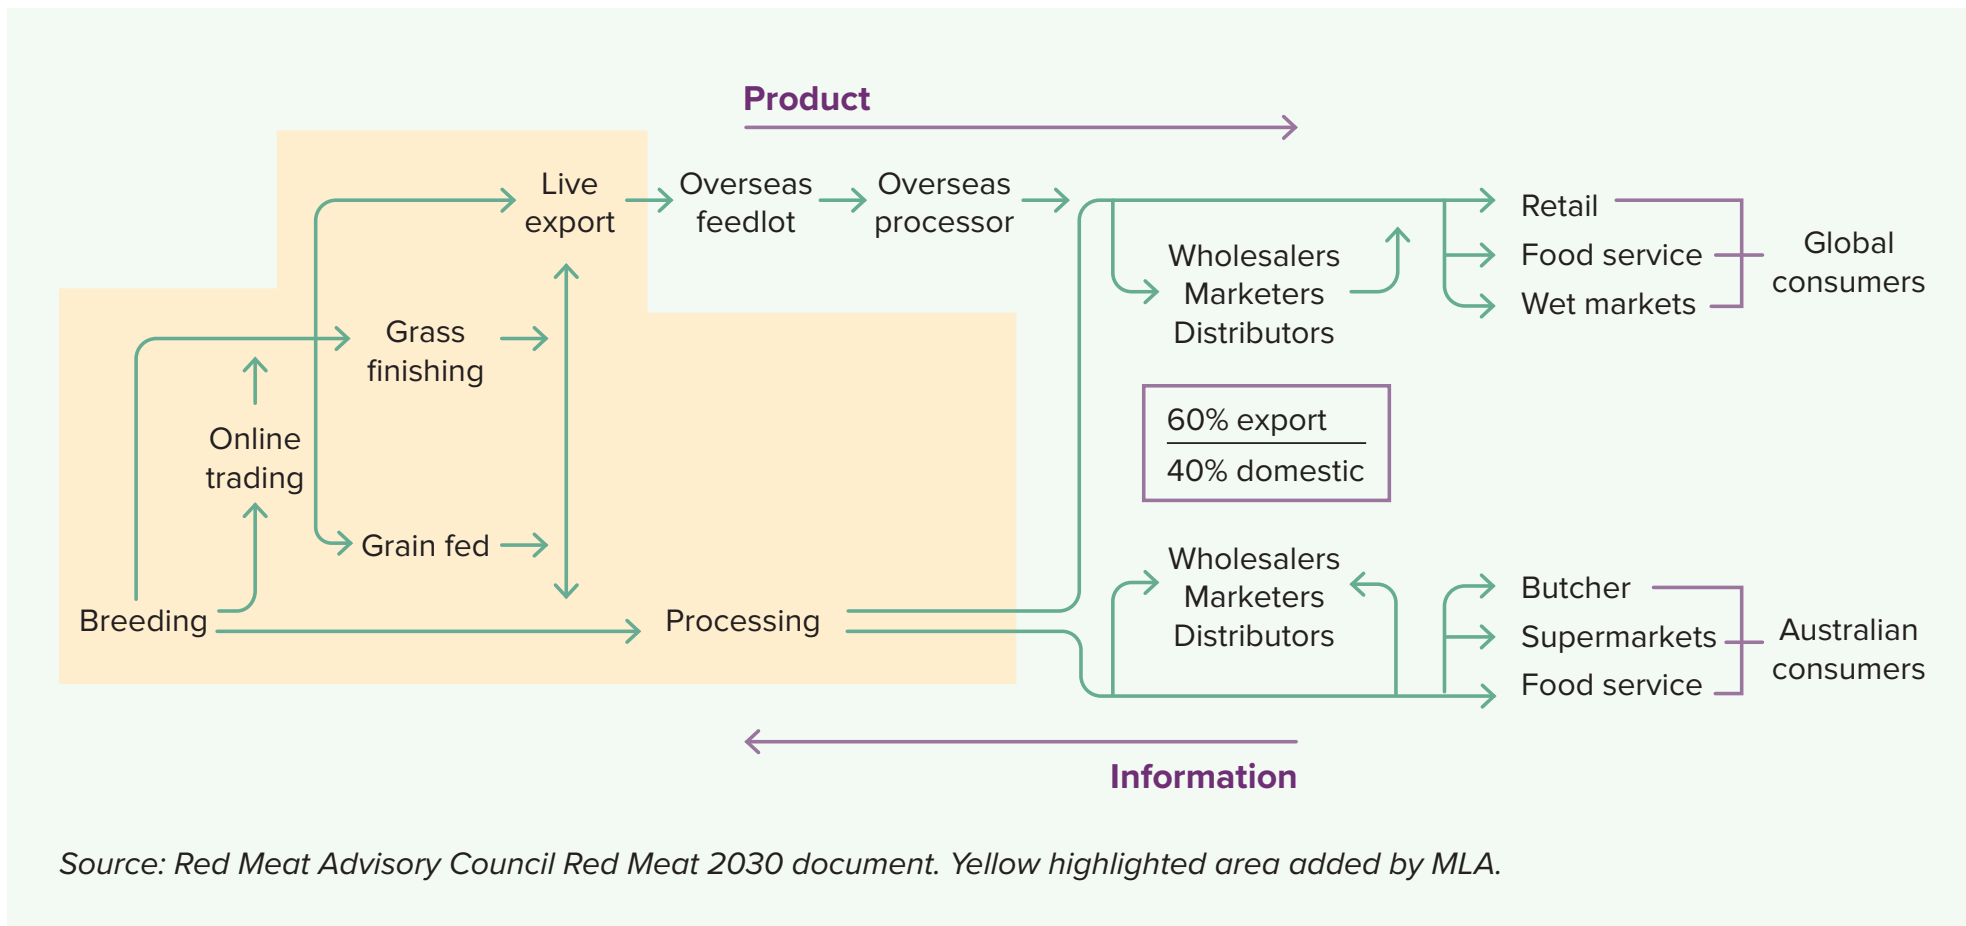 Product
Live
export
Overseas
feedlot
Overseas
processor
Retail
Food service
Wet markets
Global
consumers
Wholesalers
Marketers
Distributors
Grass
finishing
Online
trading
60% export
40% domestic
Grain fed
Breeding
Processing
Wholesalers
Marketers
Distributors
Butcher
Supermarkets
Food service
Australian
consumers
Information
Source: Red Meat Advisory Council Red Meat 2030 document. Yellow highlighted area added by MLA.